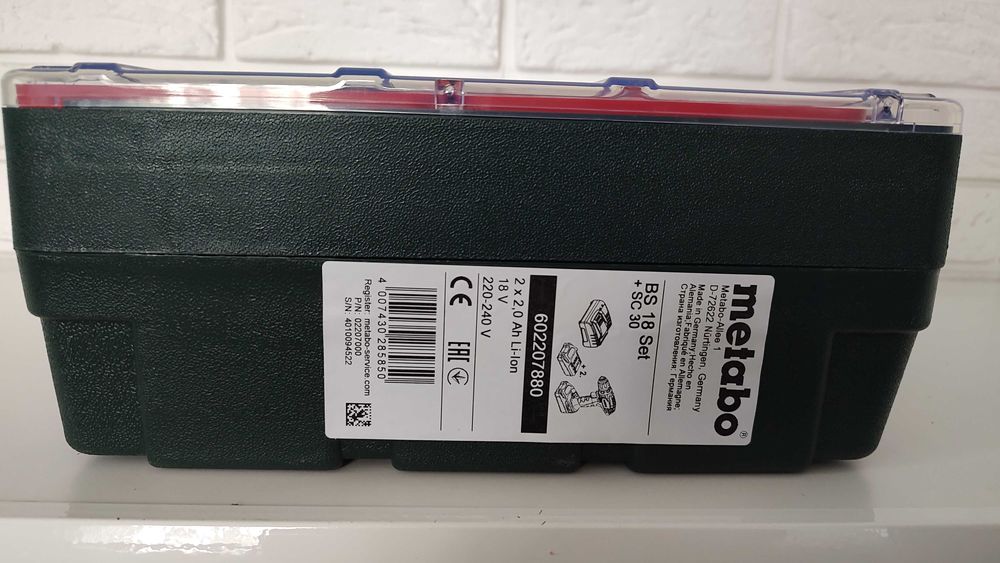 metabo®
Metabo-Allee 1
D-72622 Nürtingen, Germany
Made in Germany;Hecho en
Alemania;Fabriqué en Allemagne;
Страна изготовления: Германия
BS 18 Set
+ SC 30
+2
602207880
2 x 2,0 Ah Li-Ion
18 V
220-240 V
CE EAC
4 007430 285850
Register: metabo-service.com
P/N: 02207000
S/N: 4010094522